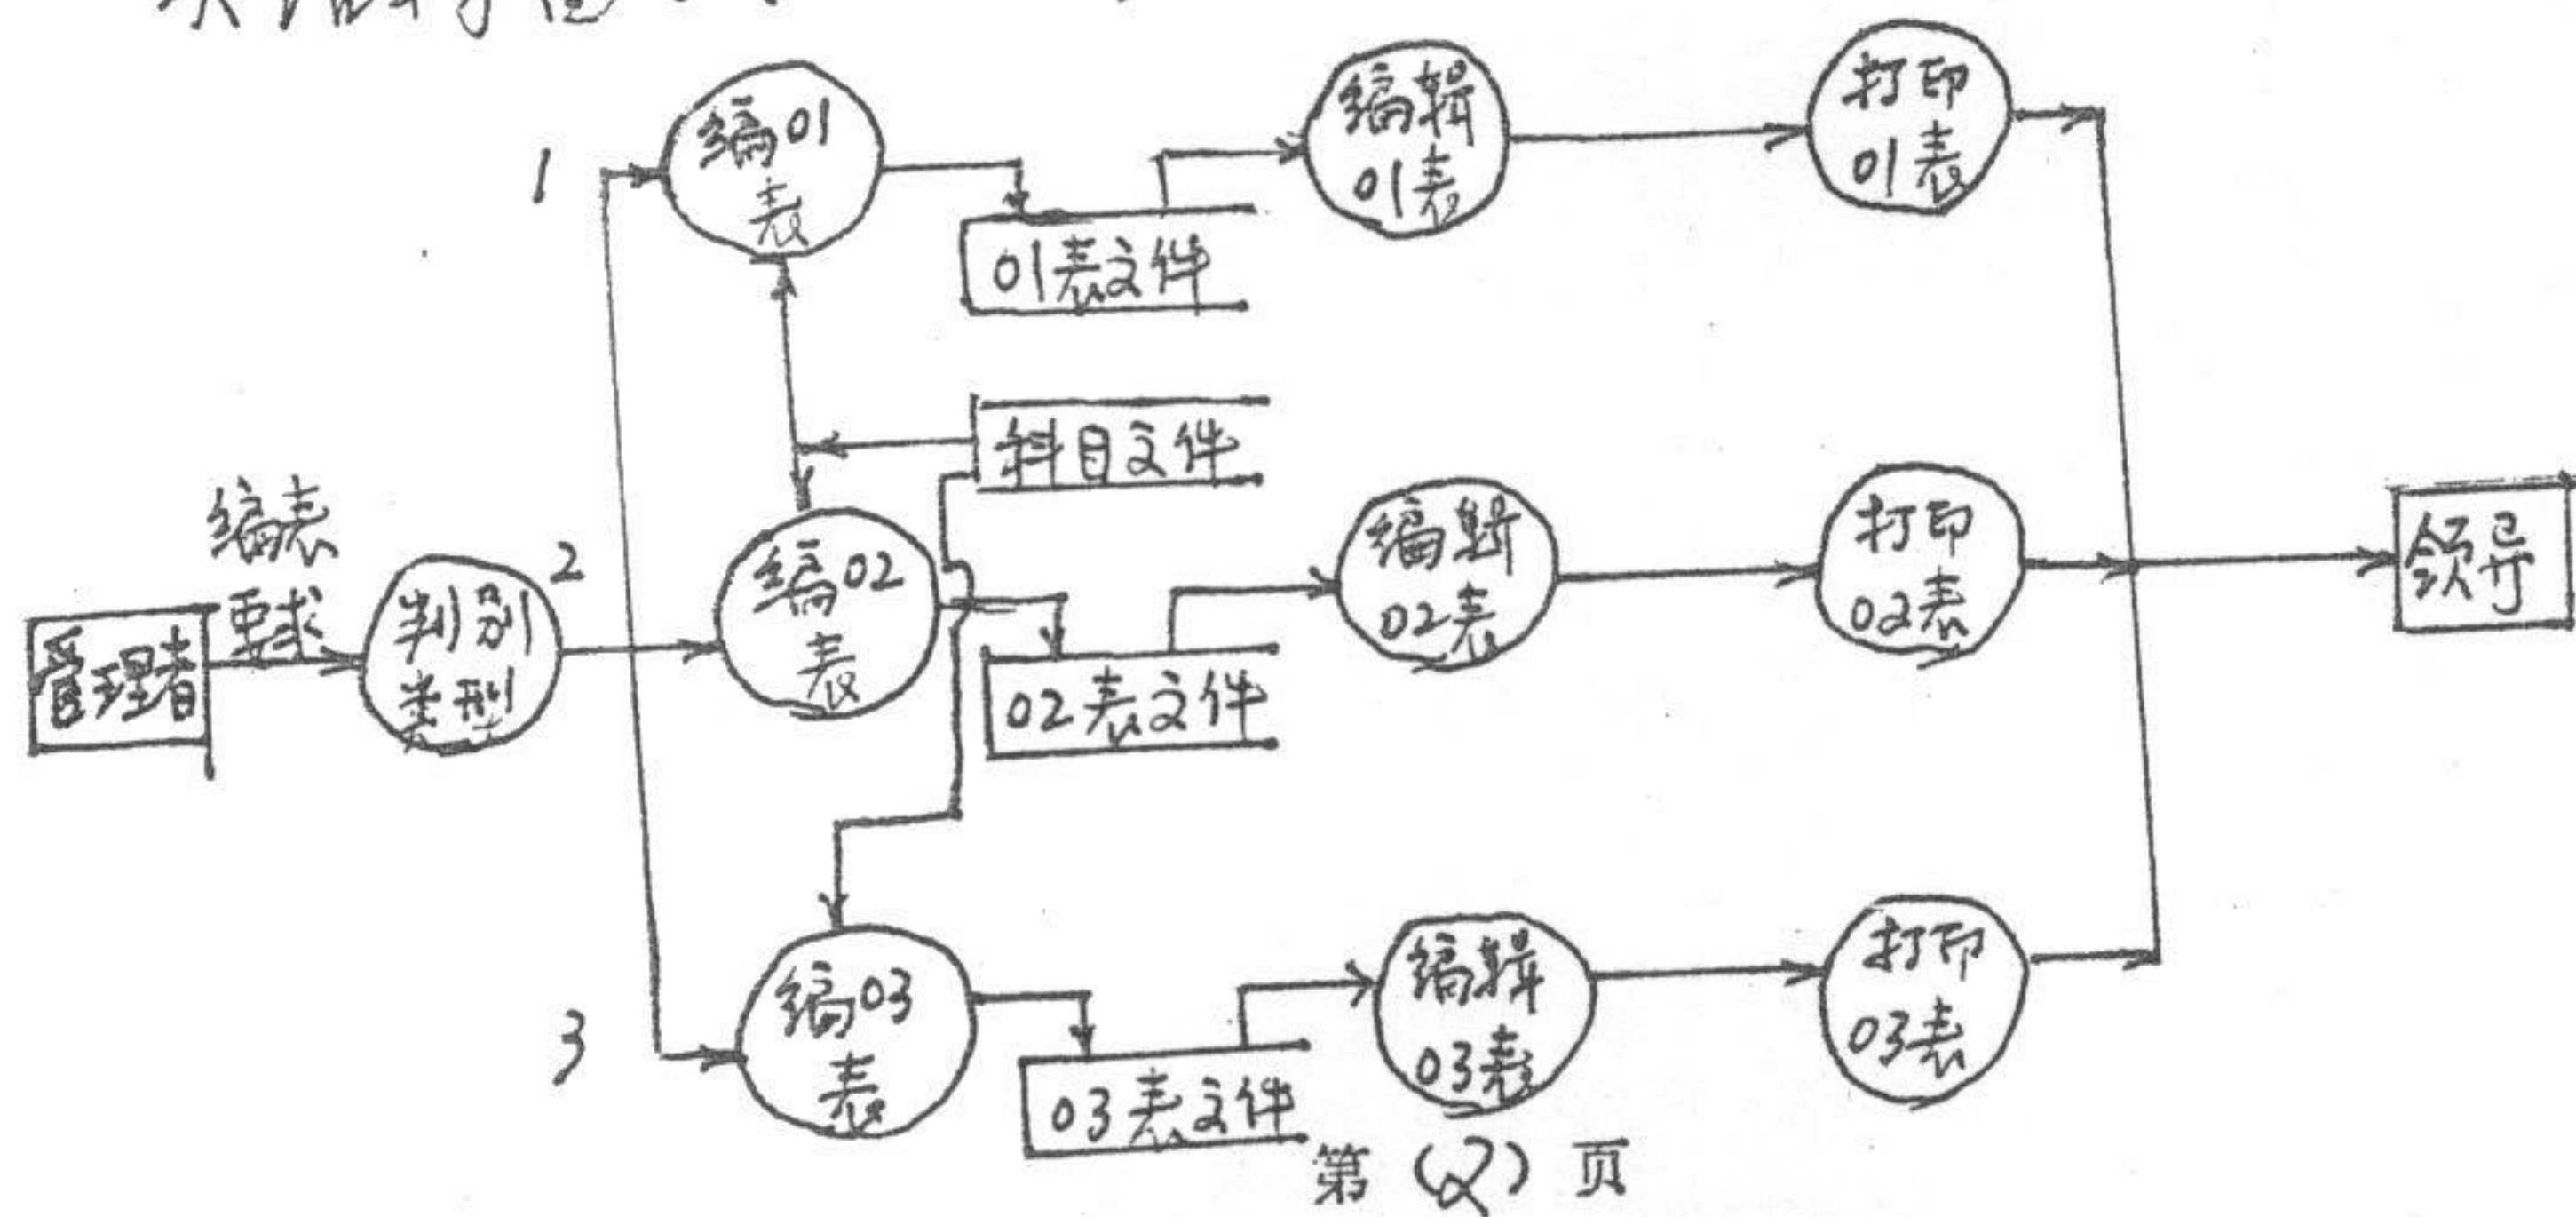 编01
表
编辑
01表
打印
01表
1
01表文件
科目文件
编表
要求
管理者
判别
类型
2
编02
表
02表文件
编辑
02表
打印
02表
领导
3
编03
表
03表文件
编辑
03表
打印
03表
第(2)页